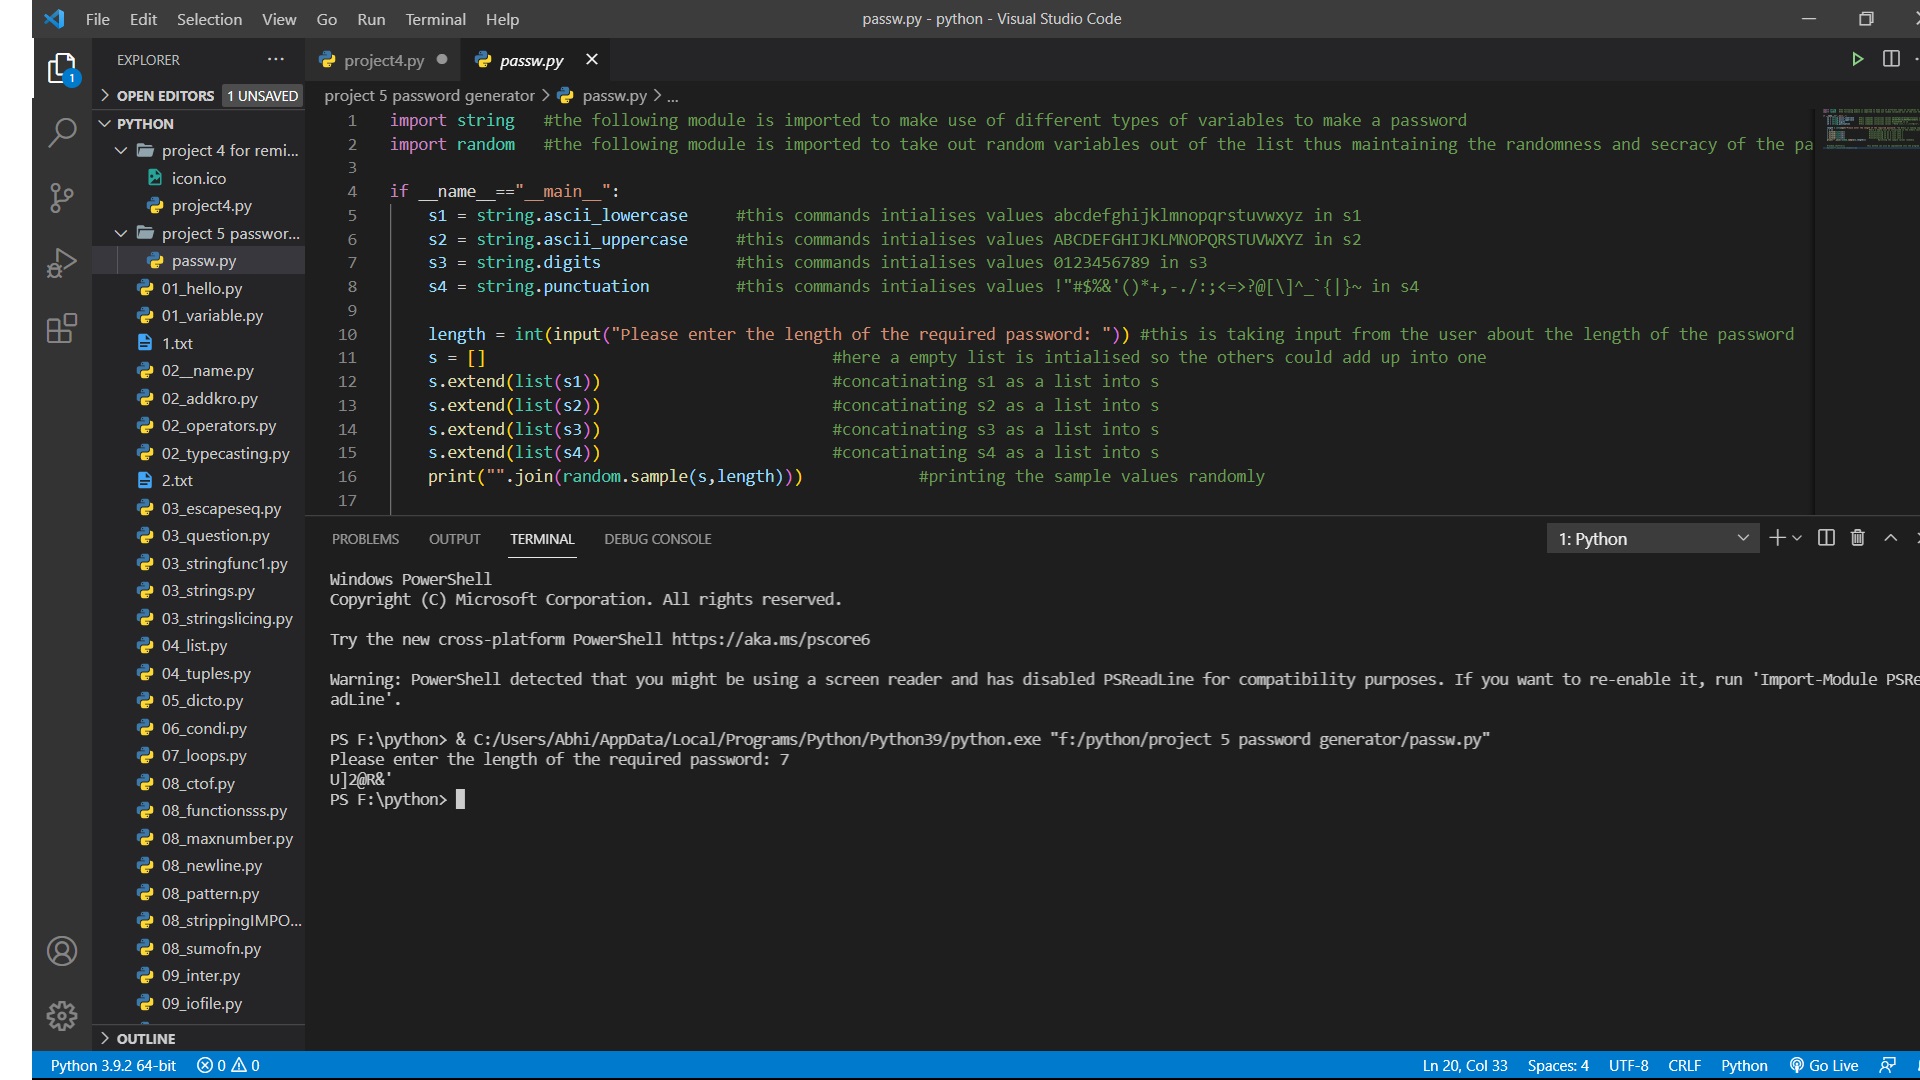 File Edit Selection View Go Run Terminal Help
passw.py - python - Visual Studio Code
EXPLORER ...
project4.py
passw.py
OPEN EDITORS 1 UNSAVED
1
project 5 password generator > passw.py > ...
PYTHON
project 4 for remi...
icon.ico
project4.py
project 5 passwor...
passw.py
01_hello.py
01_variable.py
1.txt
02__name.py
02_addkro.py
02_operators.py
02_typecasting.py
2.txt
03_escapeseq.py
03_question.py
03_stringfunc1.py
03_strings.py
03_stringslicing.py
04_list.py
04_tuples.py
05_dicto.py
06_condi.py
07_loops.py
08_ctof.py
08_functionsss.py
08_maxnumber.py
08_newline.py
08_pattern.py
08_strippingIMPO...
08_sumofn.py
09_inter.py
09_iofile.py
OUTLINE
1 import string #the following module is imported to make use of different types of variables to make a password
2 import random #the following module is imported to take out random variables out of the list thus maintaining the randomness and secracy of the pa
3
4 if __name__=="__main__":
5 s1 = string.ascii_lowercase #this commands intialises values abcdefghijklmnopqrstuvwxyz in s1
6 s2 = string.ascii_uppercase #this commands intialises values ABCDEFGHIJKLMNOPQRSTUVWXYZ in s2
7 s3 = string.digits #this commands intialises values 0123456789 in s3
8 s4 = string.punctuation #this commands intialises values !"#$%&'()*+,-./:;<=>?@[\]^_`{|}~ in s4
9
10 length = int(input("Please enter the length of the required password: ")) #this is taking input from the user about the length of the password
11 s = [] #here a empty list is intialised so the others could add up into one
12 s.extend(list(s1)) #concatinating s1 as a list into s
13 s.extend(list(s2)) #concatinating s2 as a list into s
14 s.extend(list(s3)) #concatinating s3 as a list into s
15 s.extend(list(s4)) #concatinating s4 as a list into s
16 print("".join(random.sample(s,length))) #printing the sample values randomly
17
PROBLEMS OUTPUT TERMINAL DEBUG CONSOLE
1: Python
Windows PowerShell
Copyright (C) Microsoft Corporation. All rights reserved.
Try the new cross-platform PowerShell https://aka.ms/pscore6
Warning: PowerShell detected that you might be using a screen reader and has disabled PSReadLine for compatibility purposes. If you want to re-enable it, run 'Import-Module PSRe
adLine'.
PS F:\python> & C:/Users/Abhi/AppData/Local/Programs/Python/Python39/python.exe "f:/python/project 5 password generator/passw.py"
Please enter the length of the required password: 7
U]2@R&'
PS F:\python>
Python 3.9.2 64-bit 0 0
Ln 20, Col 33 Spaces: 4 UTF-8 CRLF Python Go Live